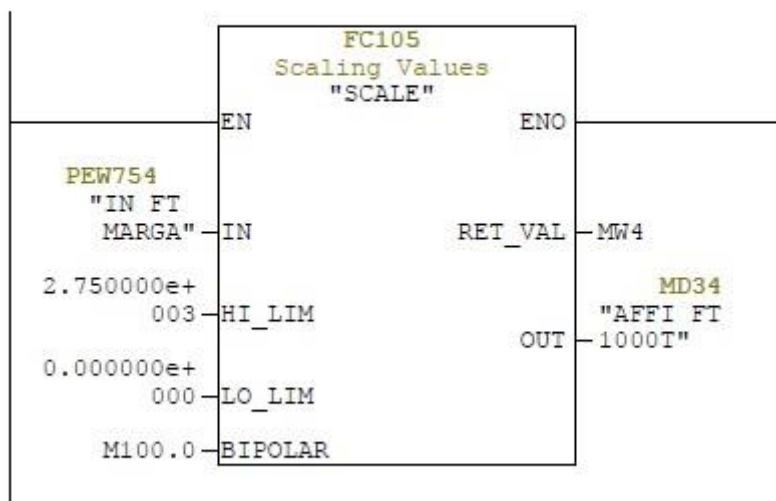 FC105
Scaling Values
"SCALE"
EN ENO
PEW754
"IN FT
MARGA" IN RET_VAL MW4
2.750000e+ MD34
003 HI_LIM "AFFI FT
OUT 1000T"
0.000000e+
000 LO_LIM
M100.0 BIPOLAR